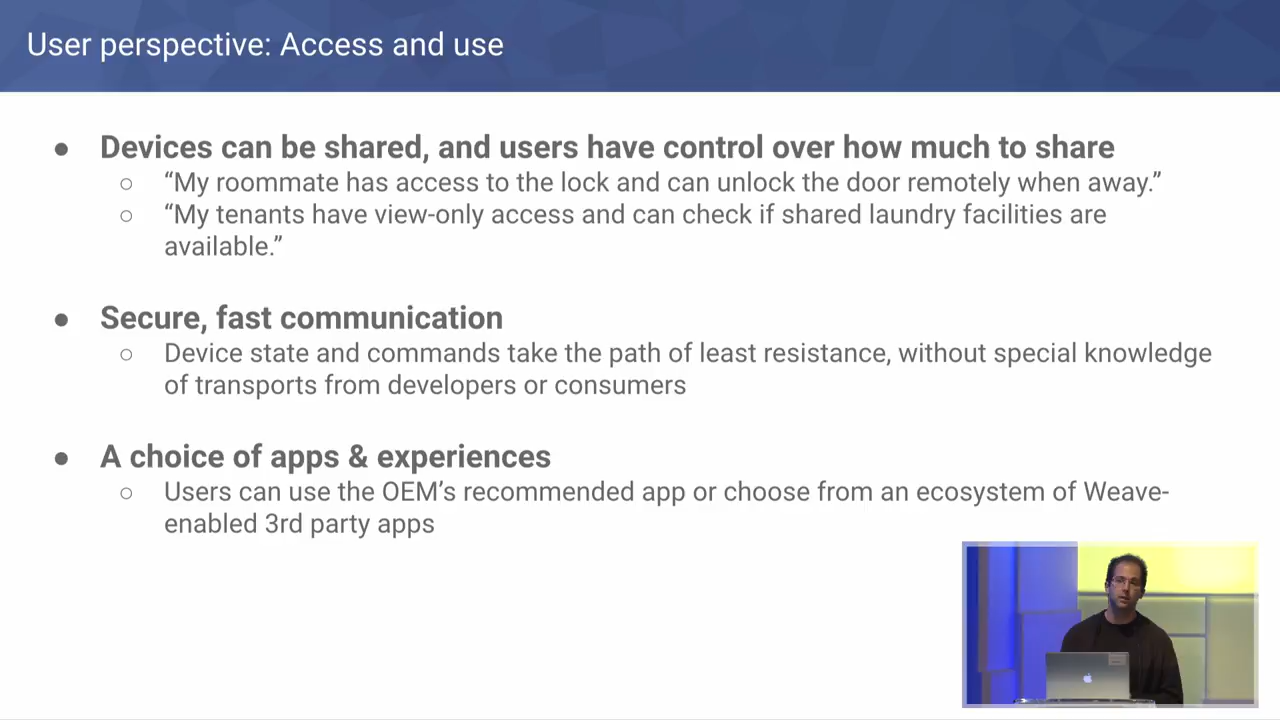 User perspective: Access and use
● Devices can be shared, and users have control over how much to share
○ “My roommate has access to the lock and can unlock the door remotely when away.”
○ “My tenants have view-only access and can check if shared laundry facilities are
available.”
● Secure, fast communication
○ Device state and commands take the path of least resistance, without special knowledge
of transports from developers or consumers
● A choice of apps & experiences
○ Users can use the OEM’s recommended app or choose from an ecosystem of Weave-
enabled 3rd party apps